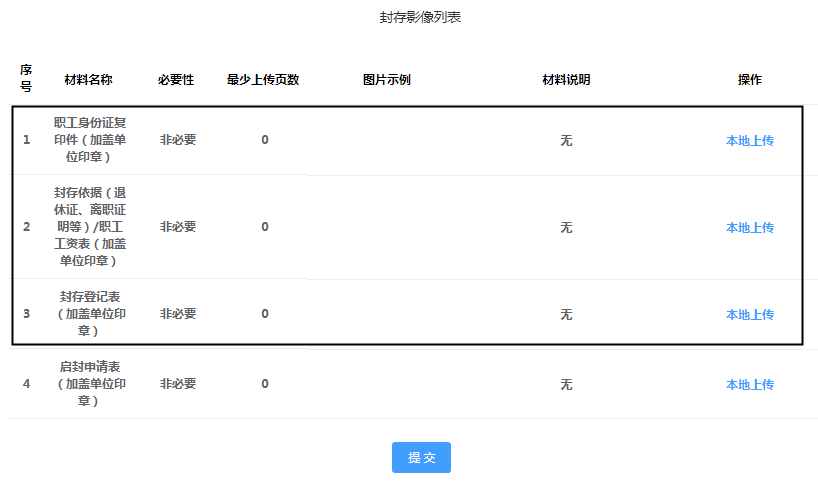 封存影像列表
序号 材料名称 必要性 最少上传页数 图片示例 材料说明 操作
1 职工身份证复印件（加盖单位印章） 非必要 0 无 本地上传
2 封存依据（退休证、离职证明等）/职工工资表（加盖单位印章） 非必要 0 无 本地上传
3 封存登记表（加盖单位印章） 非必要 0 无 本地上传
4 启封申请表（加盖单位印章） 非必要 0 无 本地上传
提交